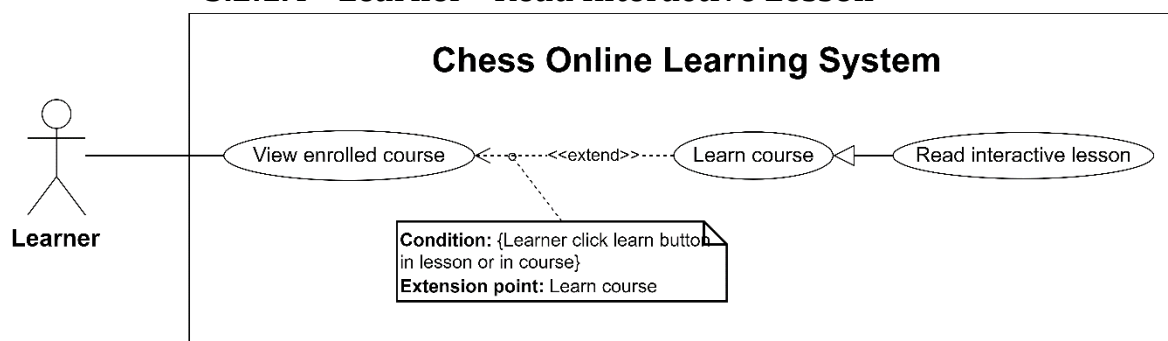 Chess Online Learning System
View enrolled course
<<extend>>
Learn course
Read interactive lesson
Learner
Condition: {Learner click learn button
in lesson or in course}
Extension point: Learn course